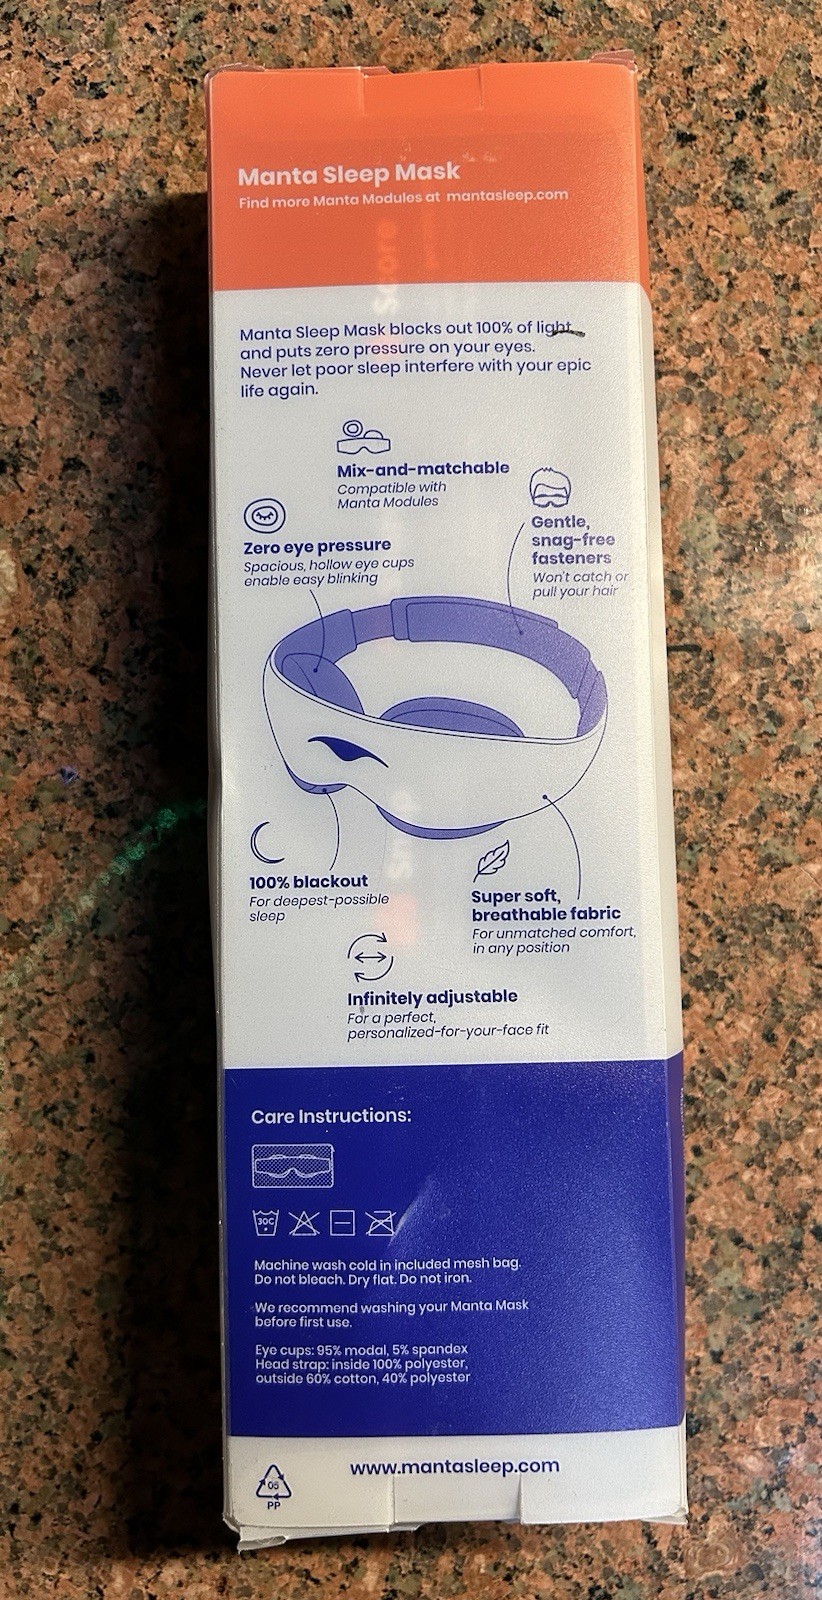 Manta Sleep Mask
Find more Manta Modules at mantasleep.com
Score
Manta Sleep Mask blocks out 100% of light
and puts zero pressure on your eyes.
Never let poor sleep interfere with your epic
life again.
Mix-and-matchable
Compatible with
Manta Modules
Zero eye pressure
Spacious, hollow eye cups
enable easy blinking
Gentle,
snag-free
fasteners
Won't catch or
pull your hair
100% blackout
For deepest-possible
sleep
Super soft,
breathable fabric
For unmatched comfort,
in any position
Infinitely adjustable
For a perfect,
personalized-for-your-face fit
Care Instructions:
30C
Machine wash cold in included mesh bag.
Do not bleach. Dry flat. Do not iron.
We recommend washing your Manta Mask
before first use.
Eye cups: 95% modal, 5% spandex
Head strap: inside 100% polyester,
outside 60% cotton, 40% polyester
www.mantasleep.com
05
PP